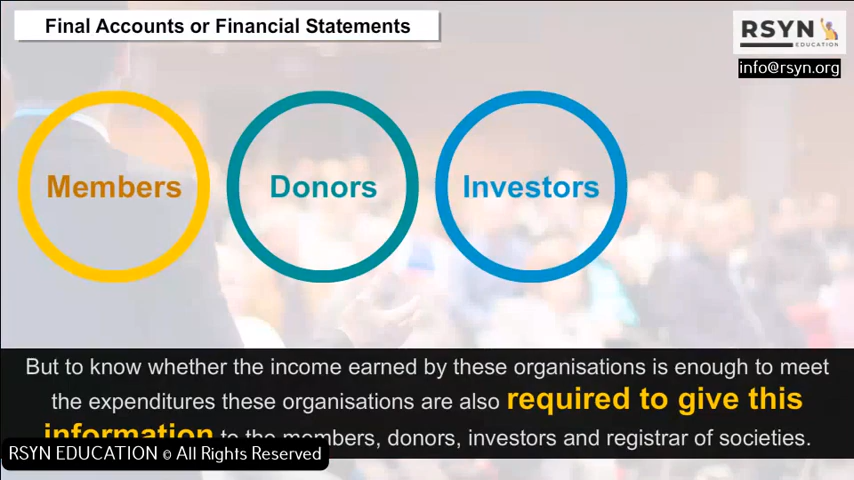 Final Accounts or Financial Statements
RSYN
EDUCATION
info@rsyn.org
Members
Donors
Investors
But to know whether the income earned by these organisations is enough to meet
the expenditures these organisations are also required to give this
information to the members, donors, investors and registrar of societies.
RSYN EDUCATION © All Rights Reserved